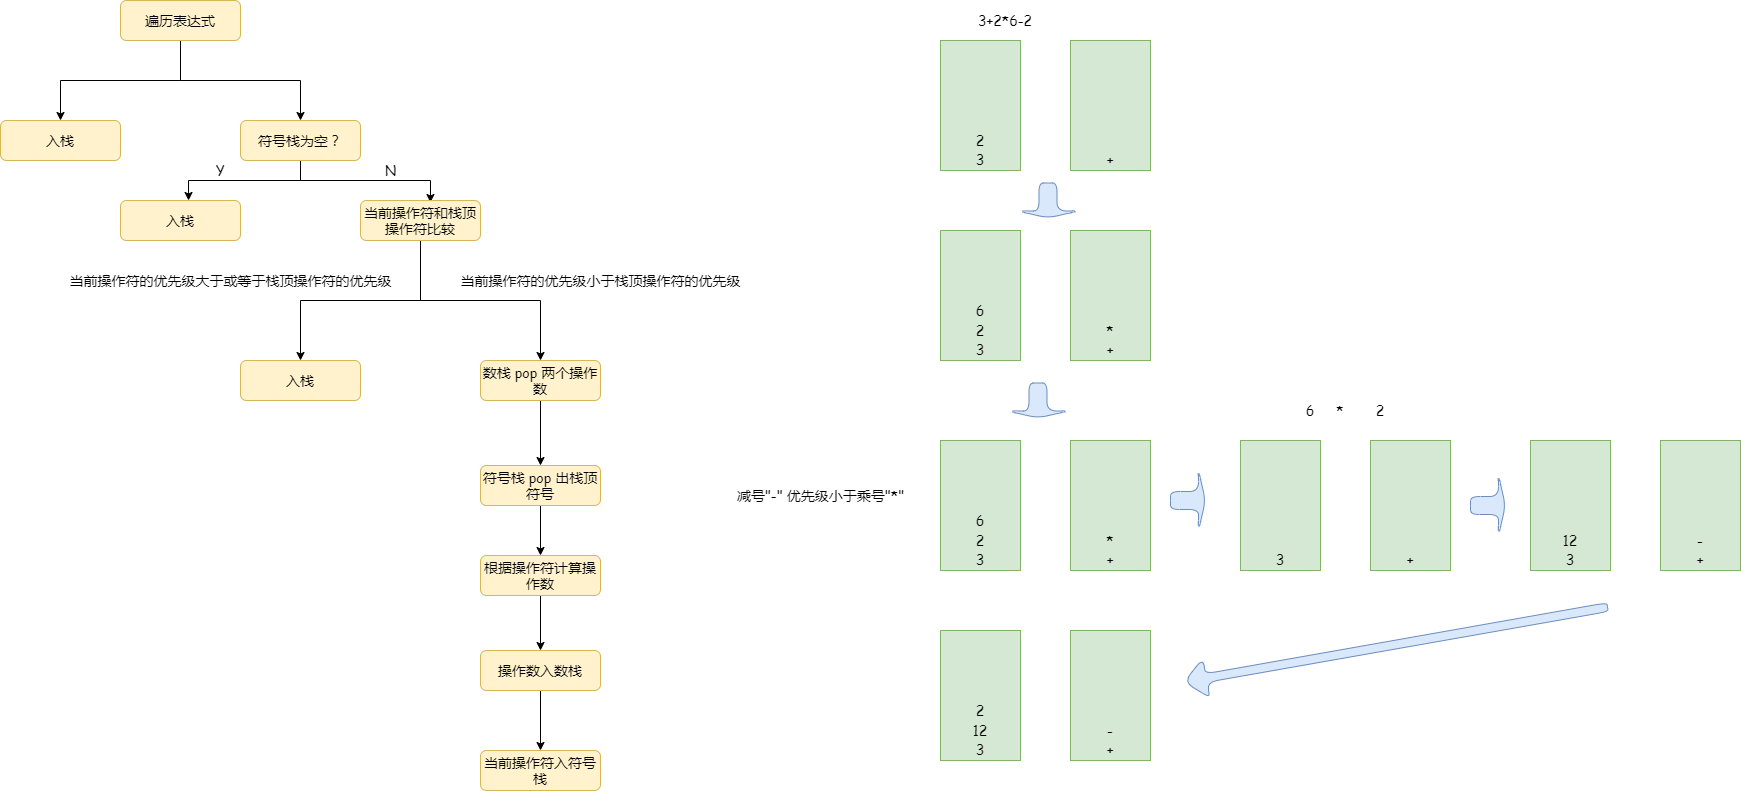 遍历表达式
入栈
符号栈为空？
Y
N
入栈
当前操作符和栈顶
操作符比较
当前操作符的优先级大于或等于栈顶操作符的优先级
当前操作符的优先级小于栈顶操作符的优先级
入栈
数栈 pop 两个操作
数
符号栈 pop 出栈顶
符号
根据操作符计算操
作数
操作数入数栈
当前操作符入符号
栈
3+2*6-2
2
3
+
6
2
3
*
+
减号"-" 优先级小于乘号"*"
6
2
3
*
+
6 * 2
3
+
12
3
-
+
2
12
3
-
+